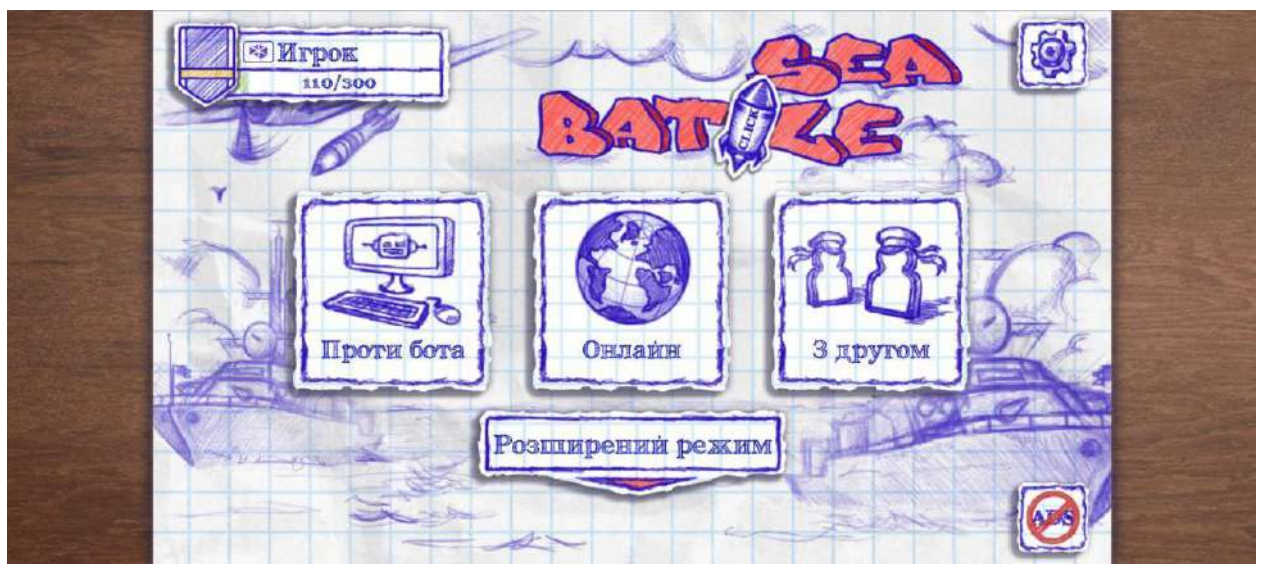 Игрок
110/300
SEA
BATTLE
CLICK
Проти бота
Онлайн
З другом
Розширений режим
ADS